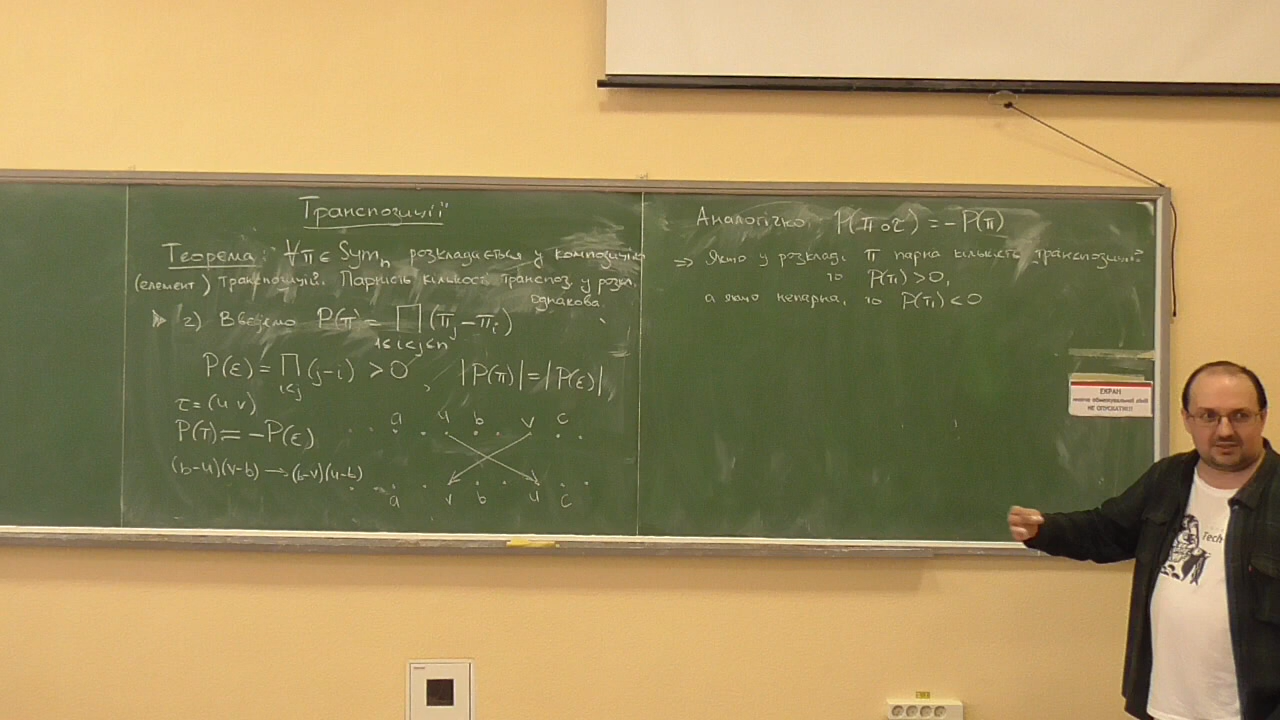 Транспозиції
Теорема: ∀π ∈ Symₙ розкладається у композицію
(елемент) транспозицій. Парність кількості транспоз. у розкл.
однакова.
2) Введемо P(π) = ∏ (πⱼ − πᵢ)
1≤i<j≤n
P(ε) = ∏ (j−i) > 0, |P(π)| = |P(ε)|
i<j
τ = (u v)
P(τ) = −P(ε)
(b−u)(v−b) → (b−v)(u−b)
a u b v c
a v b u c
Аналогічно, P(π∘τ) = −P(π)
⇒ Якщо у розкладі π парна кількість транспозицій
то P(π) > 0,
а якщо непарна, то P(π) < 0
ЕКРАН
НЕ ОПУСКАТИ!!!
Tech